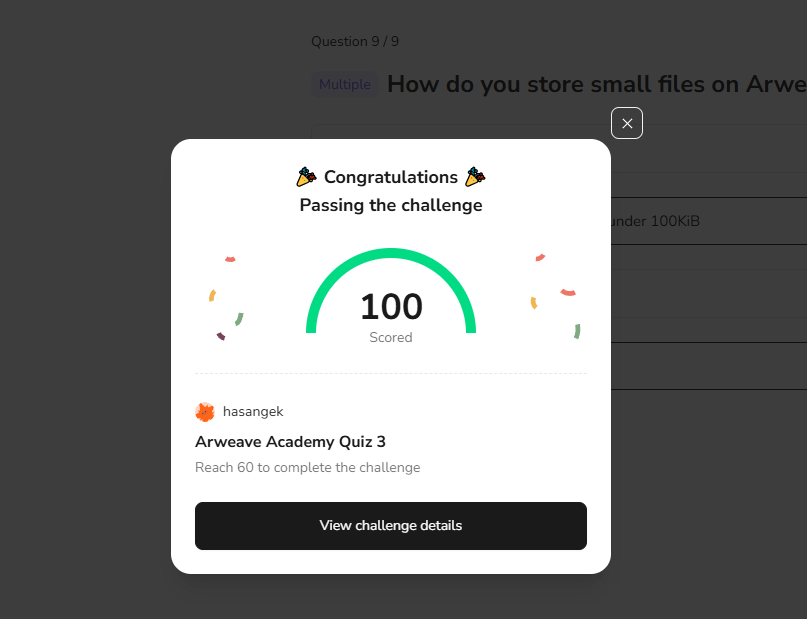 Question 9 / 9
Multiple How do you store small files on Arwe
under 100KiB
Congratulations
Passing the challenge
100
Scored
hasangek
Arweave Academy Quiz 3
Reach 60 to complete the challenge
View challenge details